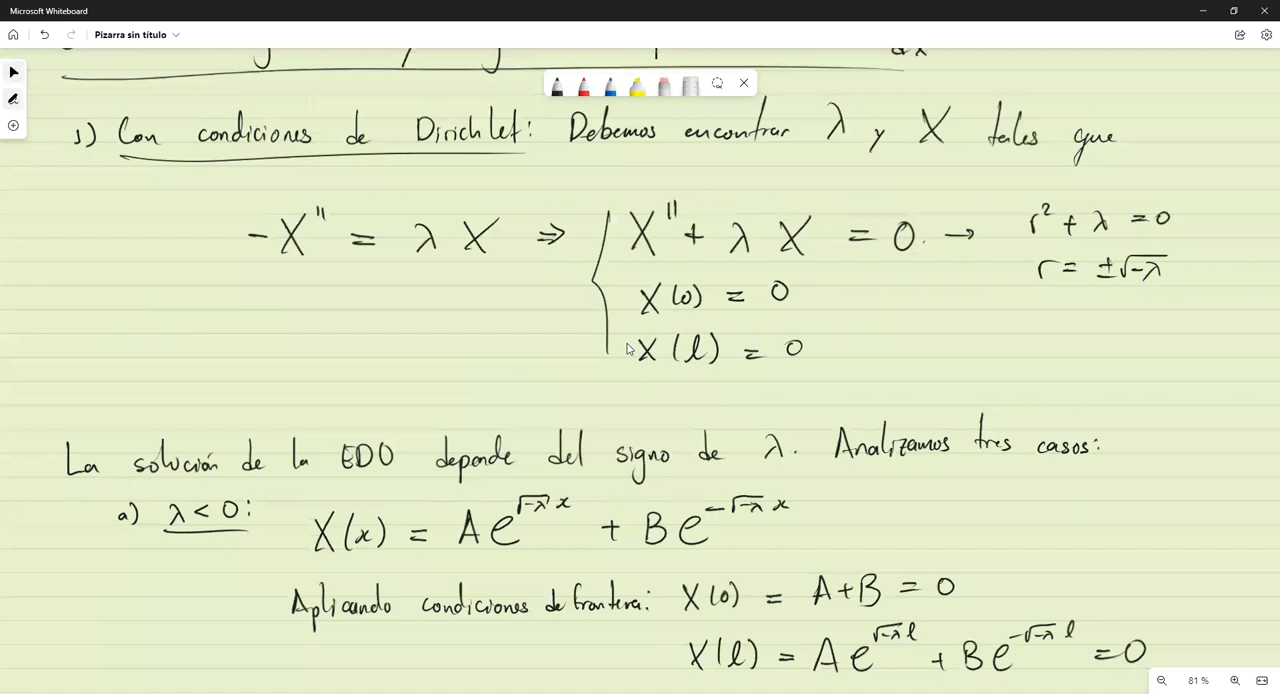 Microsoft Whiteboard
Pizarra sin título
dx
1) Con condiciones de Dirichlet: Debemos encontrar λ y X tales que
-X'' = λ X ⇒ { X'' + λ X = 0. → r² + λ = 0
r = ±√-λ
X(0) = 0
X(l) = 0
La solución de la EDO depende del signo de λ. Analizamos tres casos:
a) λ < 0: X(x) = A e^{√-λ x} + B e^{-√-λ x}
Aplicando condiciones de frontera: X(0) = A+B = 0
X(l) = A e^{√-λ l} + B e^{-√-λ l} = 0
81 %